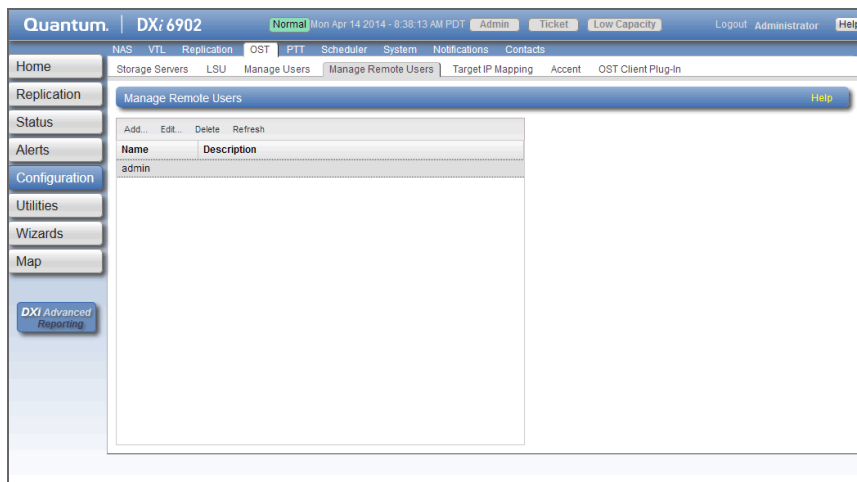 Quantum. DXi 6902 Normal Mon Apr 14 2014 - 8:38:13 AM PDT Admin Ticket Low Capacity Logout Administrator Help
NAS VTL Replication OST PTT Scheduler System Notifications Contacts
Home
Storage Servers LSU Manage Users Manage Remote Users Target IP Mapping Accent OST Client Plug-In
Replication
Manage Remote Users Help
Status
Add... Edit... Delete Refresh
Alerts
Name Description
admin
Configuration
Utilities
Wizards
Map
DXi Advanced
Reporting